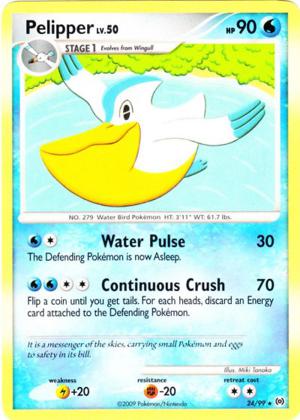 Pelipper LV.50 HP 90
STAGE 1 Evolves from Wingull
NO. 279 Water Bird Pokémon HT: 3'11" WT: 61.7 lbs.
Water Pulse 30
The Defending Pokémon is now Asleep.
Continuous Crush 70
Flip a coin until you get tails. For each heads, discard an Energy
card attached to the Defending Pokémon.
It is a messenger of the skies, carrying small Pokémon and eggs
to safety in its bill.
Illus. Miki Tanaka
weakness resistance retreat cost
+20 -20
©2009 Pokémon/Nintendo 24/99